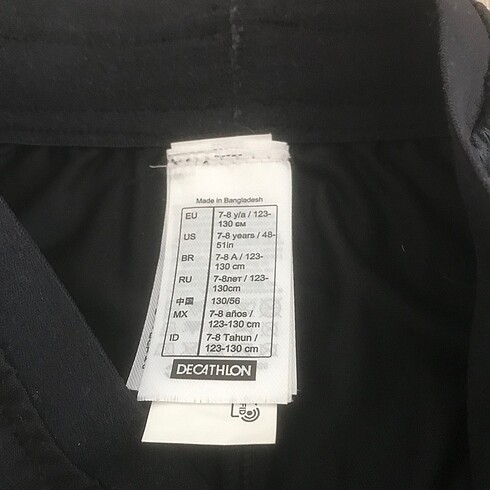 Made in Bangladesh
EU 7-8 y/a / 123-
130 см
US 7-8 years / 48-
51in
BR 7-8 A / 123-
130 cm
RU 7-8лет / 123-
130cm
中国 130/56
MX 7-8 años /
123-130 cm
ID 7-8 Tahun /
123-130 cm
DECATHLON